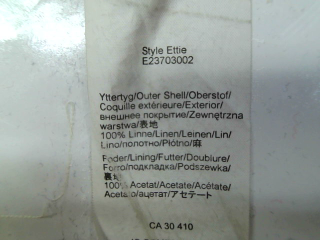 Style Ettie
E23703002
Yttertyg/Outer Shell/Oberstof/
Coquille extérieure/Exterior/
внешнее покрытие/Zewnętrzna
warstwa/表地
100% Linne/Linen/Leinen/Lin/
Lino/полотно/Płótno/麻
Foder/Lining/Futter/Doubiure/
Forro/подкладка/Podszewka/
裏地
100% Acetat/Acetate/Acétate/
Acetato/ацетат/アセテート
CA 30 410